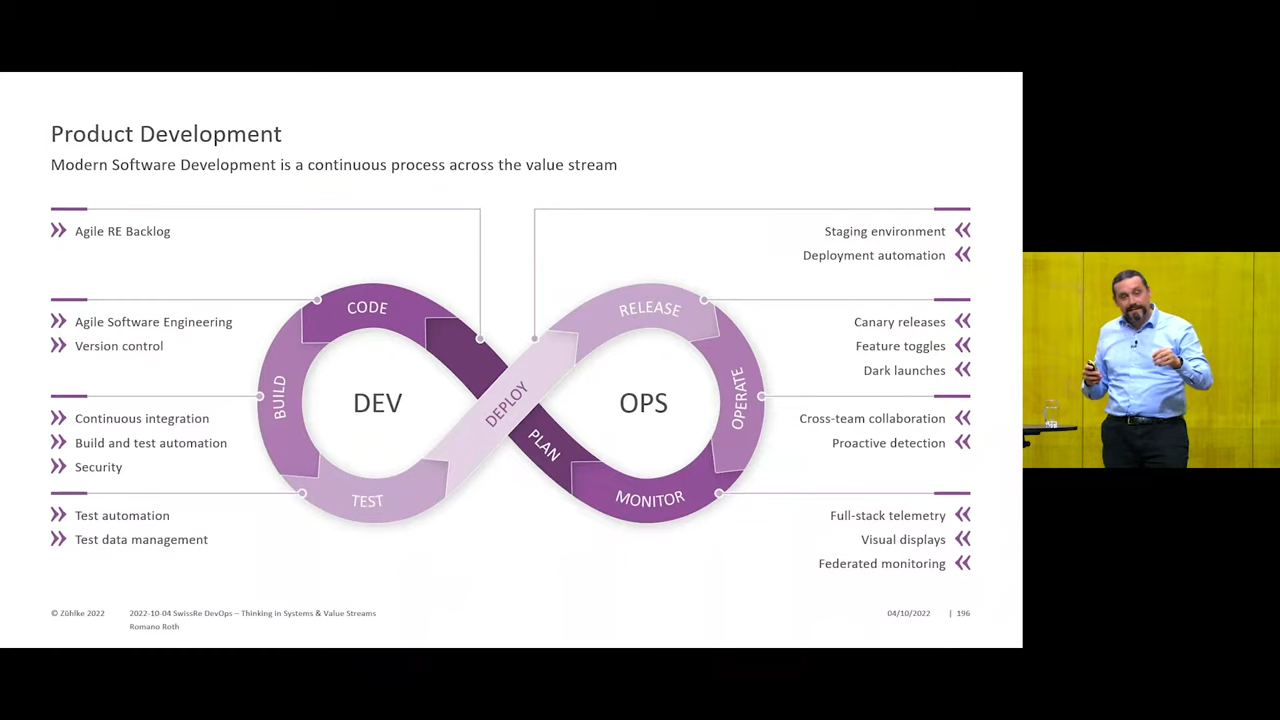 Product Development
Modern Software Development is a continuous process across the value stream
Agile RE Backlog
Agile Software Engineering
Version control
Continuous integration
Build and test automation
Security
Test automation
Test data management
CODE
BUILD
TEST
DEV
DEPLOY
PLAN
RELEASE
OPERATE
MONITOR
OPS
Staging environment
Deployment automation
Canary releases
Feature toggles
Dark launches
Cross-team collaboration
Proactive detection
Full-stack telemetry
Visual displays
Federated monitoring
© Zühlke 2022
2022-10-04 SwissRe DevOps – Thinking in Systems & Value Streams
Romano Roth
04/10/2022
| 196